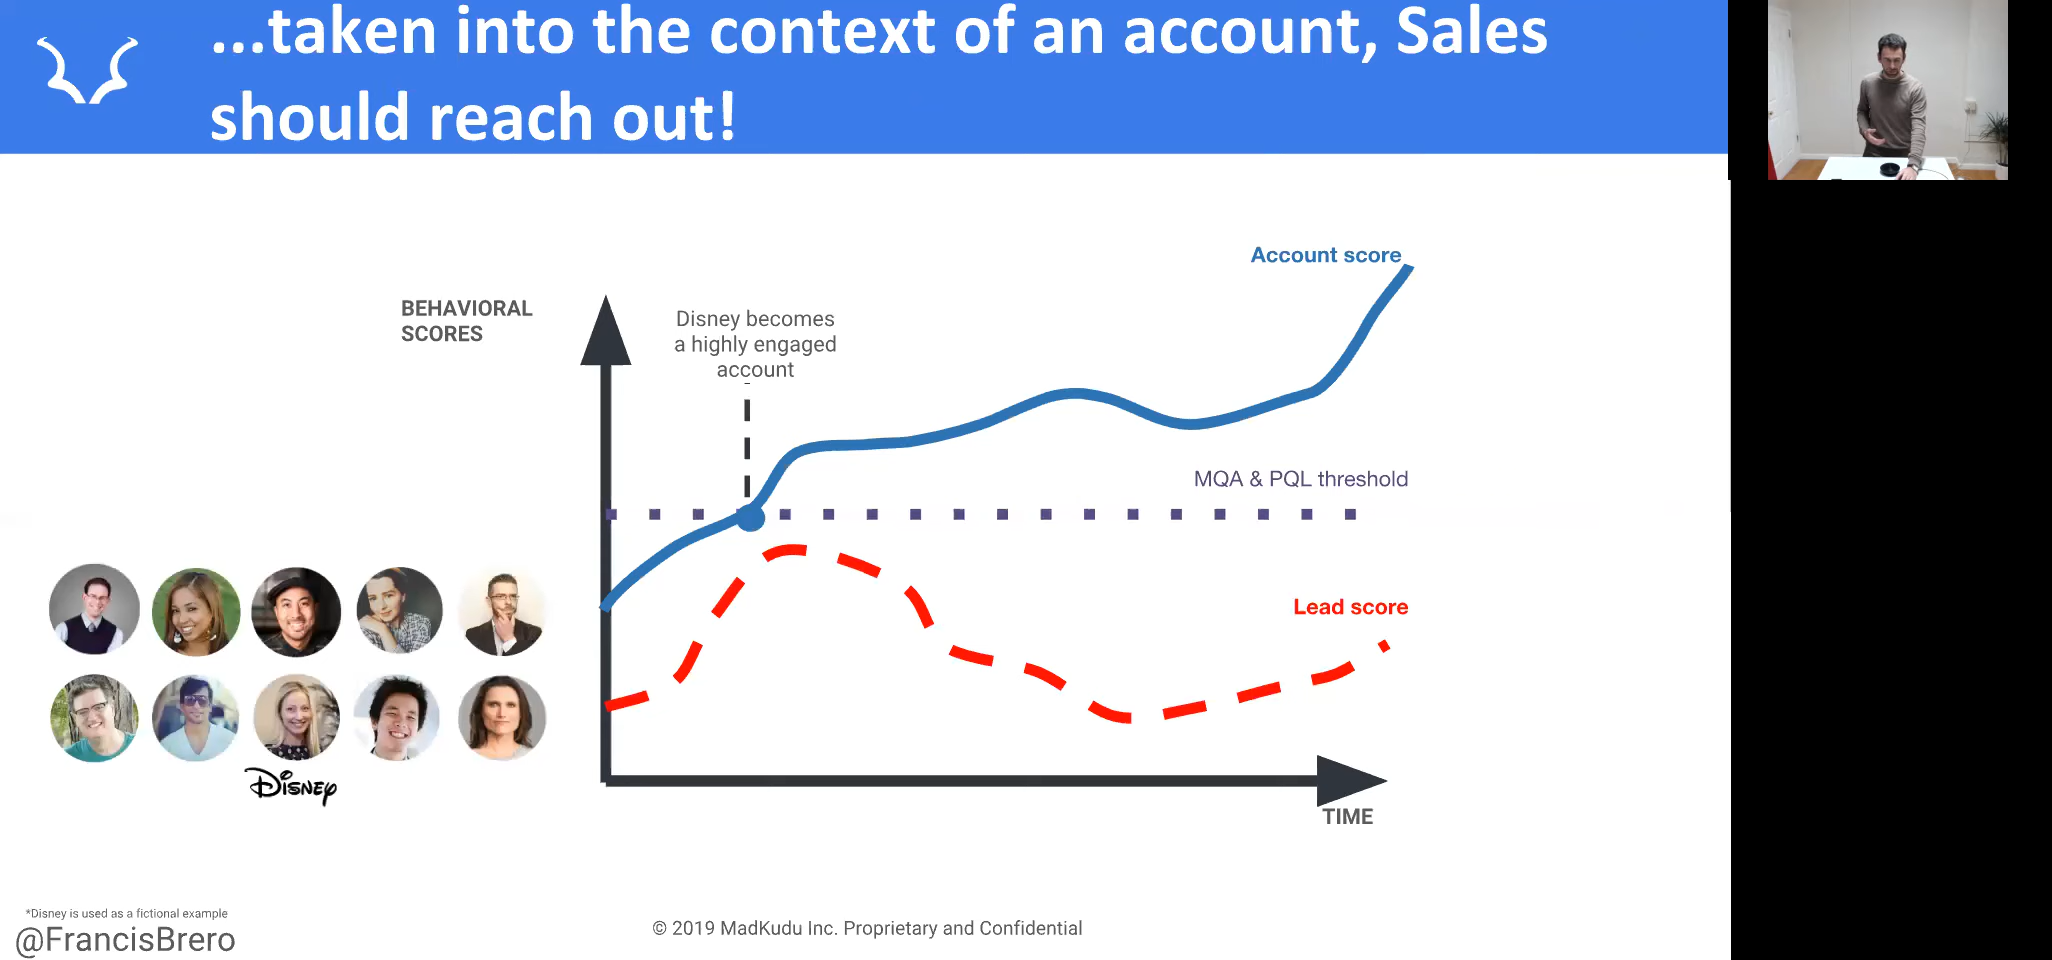 ...taken into the context of an account, Sales
should reach out!
Account score
BEHAVIORAL
SCORES
Disney becomes
a highly engaged
account
MQA & PQL threshold
Lead score
DISNEY
TIME
*Disney is used as a fictional example
@FrancisBrero
© 2019 MadKudu Inc. Proprietary and Confidential